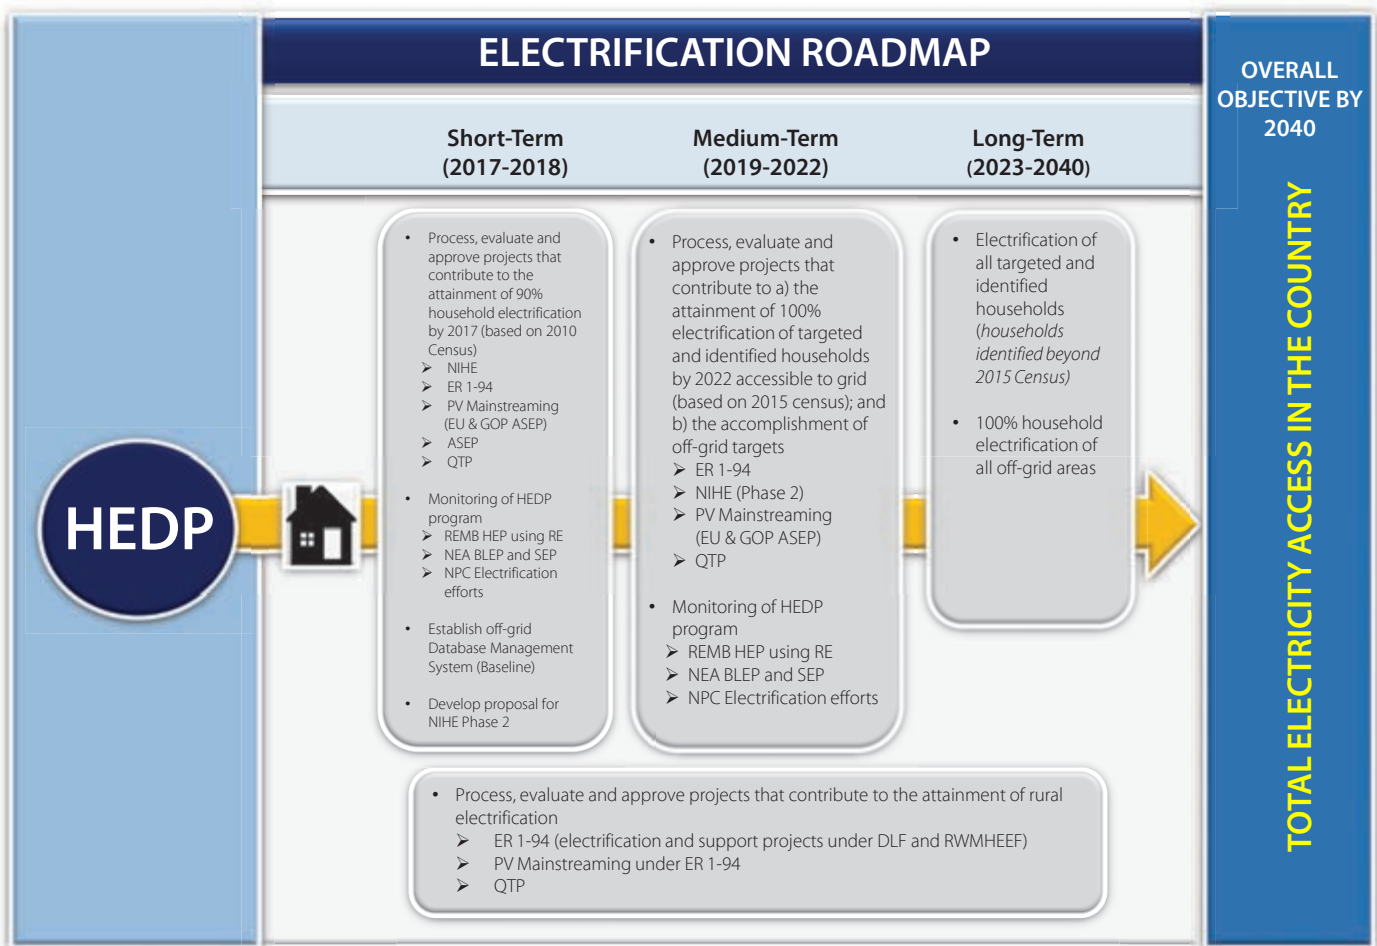 ELECTRIFICATION ROADMAP
OVERALL
OBJECTIVE BY
2040
Short-Term
(2017-2018)
Medium-Term
(2019-2022)
Long-Term
(2023-2040)
HEDP
• Process, evaluate and
approve projects that
contribute to the
attainment of 90%
household electrification
by 2017 (based on 2010
Census)
➢ NIHE
➢ ER 1-94
➢ PV Mainstreaming
(EU & GOP ASEP)
➢ ASEP
➢ QTP
• Monitoring of HEDP
program
➢ REMB HEP using RE
➢ NEA BLEP and SEP
➢ NPC Electrification
efforts
• Establish off-grid
Database Management
System (Baseline)
• Develop proposal for
NIHE Phase 2
• Process, evaluate and
approve projects that
contribute to a) the
attainment of 100%
electrification of targeted
and identified households
by 2022 accessible to grid
(based on 2015 census); and
b) the accomplishment of
off-grid targets
➢ ER 1-94
➢ NIHE (Phase 2)
➢ PV Mainstreaming
(EU & GOP ASEP)
➢ QTP
• Monitoring of HEDP
program
➢ REMB HEP using RE
➢ NEA BLEP and SEP
➢ NPC Electrification efforts
• Electrification of
all targeted and
identified
households
(households
identified beyond
2015 Census)
• 100% household
electrification of
all off-grid areas
• Process, evaluate and approve projects that contribute to the attainment of rural
electrification
➢ ER 1-94 (electrification and support projects under DLF and RWMHEEF)
➢ PV Mainstreaming under ER 1-94
➢ QTP
TOTAL ELECTRICITY ACCESS IN THE COUNTRY